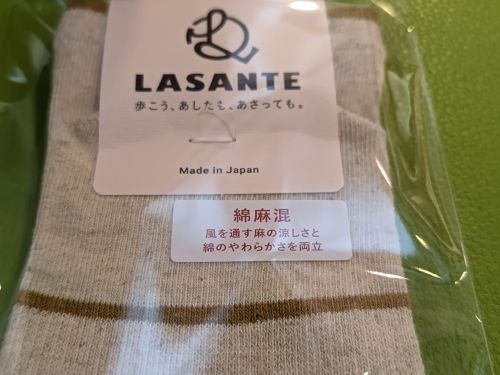 LASANTE
歩こう、あしたも、あさっても。
Made in Japan
綿麻混
風を通す麻の涼しさと
綿のやわらかさを両立